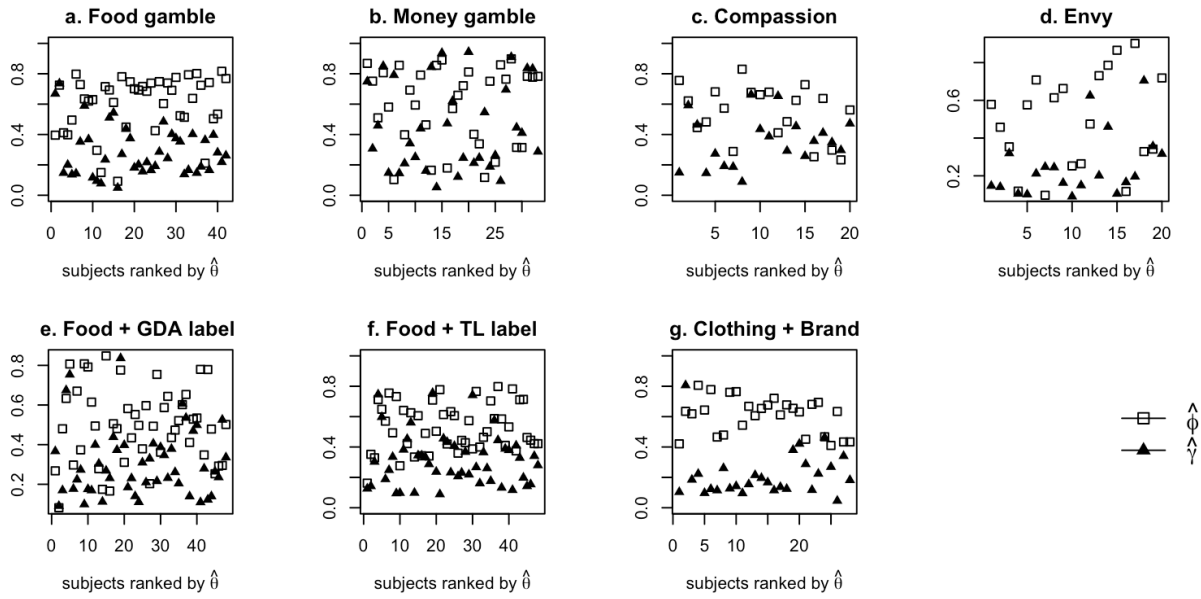 a. Food gamble
0.0 0.4 0.8
0 10 20 30 40
subjects ranked by θ̂
b. Money gamble
0.0 0.4 0.8
0 5 10 15 25
subjects ranked by θ̂
c. Compassion
0.0 0.4 0.8
5 10 15 20
subjects ranked by θ̂
d. Envy
0.2 0.6
5 10 15 20
subjects ranked by θ̂
e. Food + GDA label
0.2 0.4 0.6 0.8
0 10 20 30 40
subjects ranked by θ̂
f. Food + TL label
0.0 0.4 0.8
0 10 20 30 40
subjects ranked by θ̂
g. Clothing + Brand
0.0 0.4 0.8
0 5 10 20
subjects ranked by θ̂
ϕ̂
γ̂